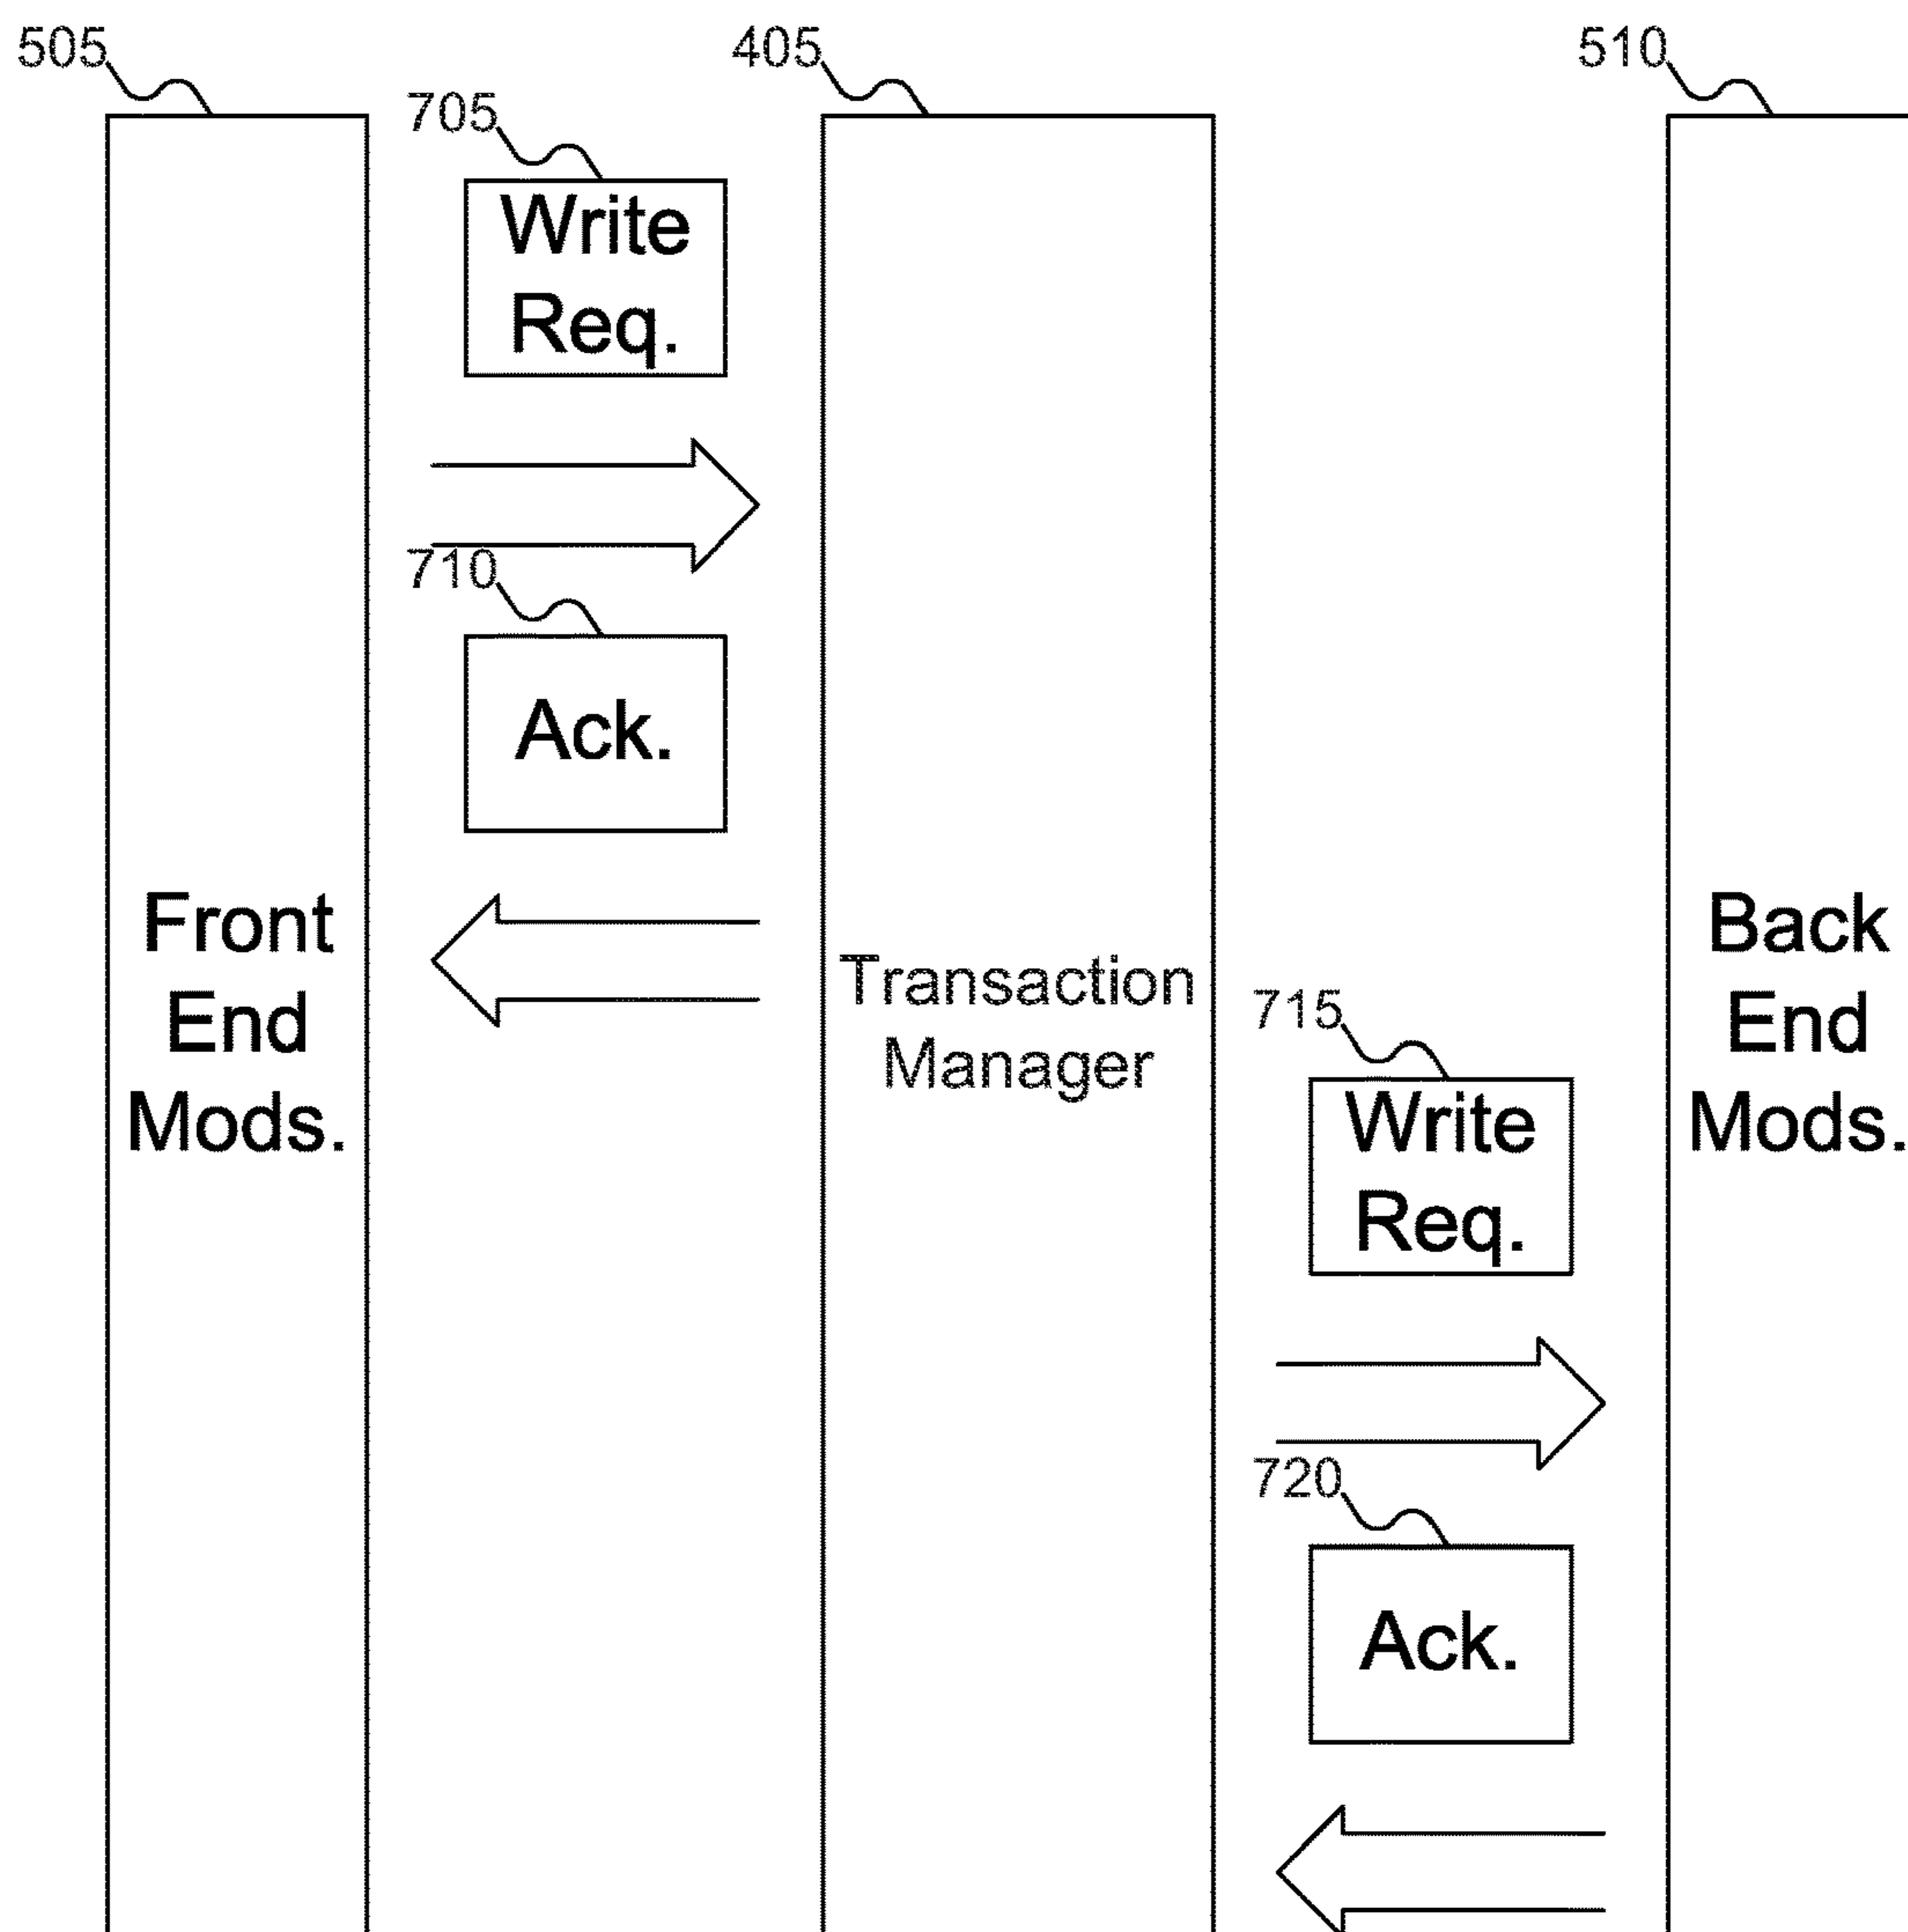 505
405
510
705
Write
Req.
710
Ack.
Front
End
Mods.
Transaction
Manager
Back
End
Mods.
715
Write
Req.
720
Ack.